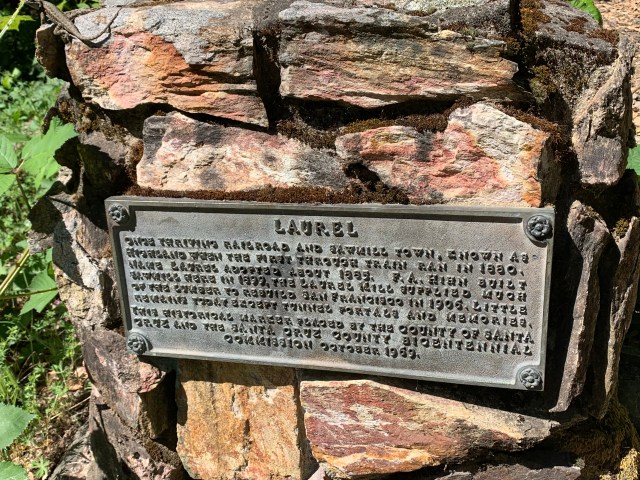 LAUREL
ONCE THRIVING RAILROAD AND SAWMILL TOWN, KNOWN AS
HIGHLAND WHEN THE FIRST THROUGH TRAIN RAN IN 1880.
NAME LAUREL ADOPTED ABOUT 1885. F.A. HIHN BUILT
SAWMILL HERE IN 1899. THE LAUREL MILL SUPPLIED MUCH
OF THE LUMBER TO REBUILD SAN FRANCISCO IN 1906. LITTLE
REMAINS TODAY EXCEPT TUNNEL PORTALS AND MEMORIES.
THIS HISTORICAL MARKER PLACED BY THE COUNTY OF SANTA
CRUZ AND THE SANTA CRUZ COUNTY BICENTENNIAL
COMMISSION OCTOBER 1969.